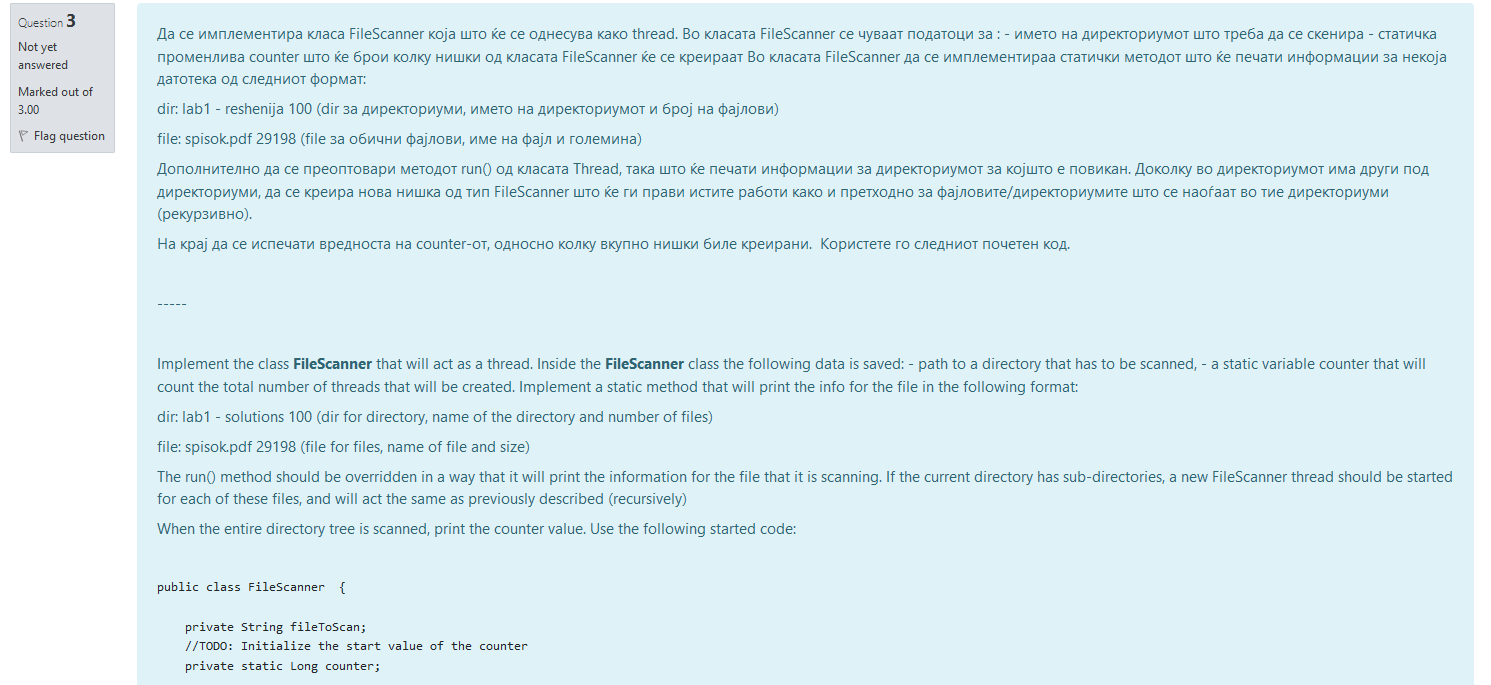 Question 3
Not yet
answered
Marked out of
3.00
Flag question
Да се имплементира класа FileScanner која што ќе се однесува како thread. Во класата FileScanner се чуваат податоци за : - името на директориумот што треба да се скенира - статичка
променлива counter што ќе брои колку нишки од класата FileScanner ќе се креираат Во класата FileScanner да се имплементираа статички методот што ќе печати информации за некоја
датотека од следниот формат:
dir: lab1 - reshenija 100 (dir за директориуми, името на директориумот и број на фајлови)
file: spisok.pdf 29198 (file за обични фајлови, име на фајл и големина)
Дополнително да се преоптовари методот run() од класата Thread, така што ќе печати информации за директориумот за којшто е повикан. Доколку во директориумот има други под
директориуми, да се креира нова нишка од тип FileScanner што ќе ги прави истите работи како и претходно за фајловите/директориумите што се наоѓаат во тие директориуми
(рекурзивно).
На крај да се испечати вредноста на counter-от, односно колку вкупно нишки биле креирани.  Користете го следниот почетен код.
-----
Implement the class FileScanner that will act as a thread. Inside the FileScanner class the following data is saved: - path to a directory that has to be scanned, - a static variable counter that will
count the total number of threads that will be created. Implement a static method that will print the info for the file in the following format:
dir: lab1 - solutions 100 (dir for directory, name of the directory and number of files)
file: spisok.pdf 29198 (file for files, name of file and size)
The run() method should be overridden in a way that it will print the information for the file that it is scanning. If the current directory has sub-directories, a new FileScanner thread should be started
for each of these files, and will act the same as previously described (recursively)
When the entire directory tree is scanned, print the counter value. Use the following started code:
public class FileScanner  {
    private String fileToScan;
    //TODO: Initialize the start value of the counter
    private static Long counter;